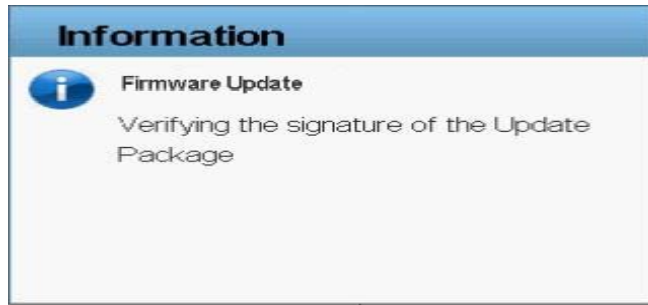 Information
Firmware Update
Verifying the signature of the Update
Package